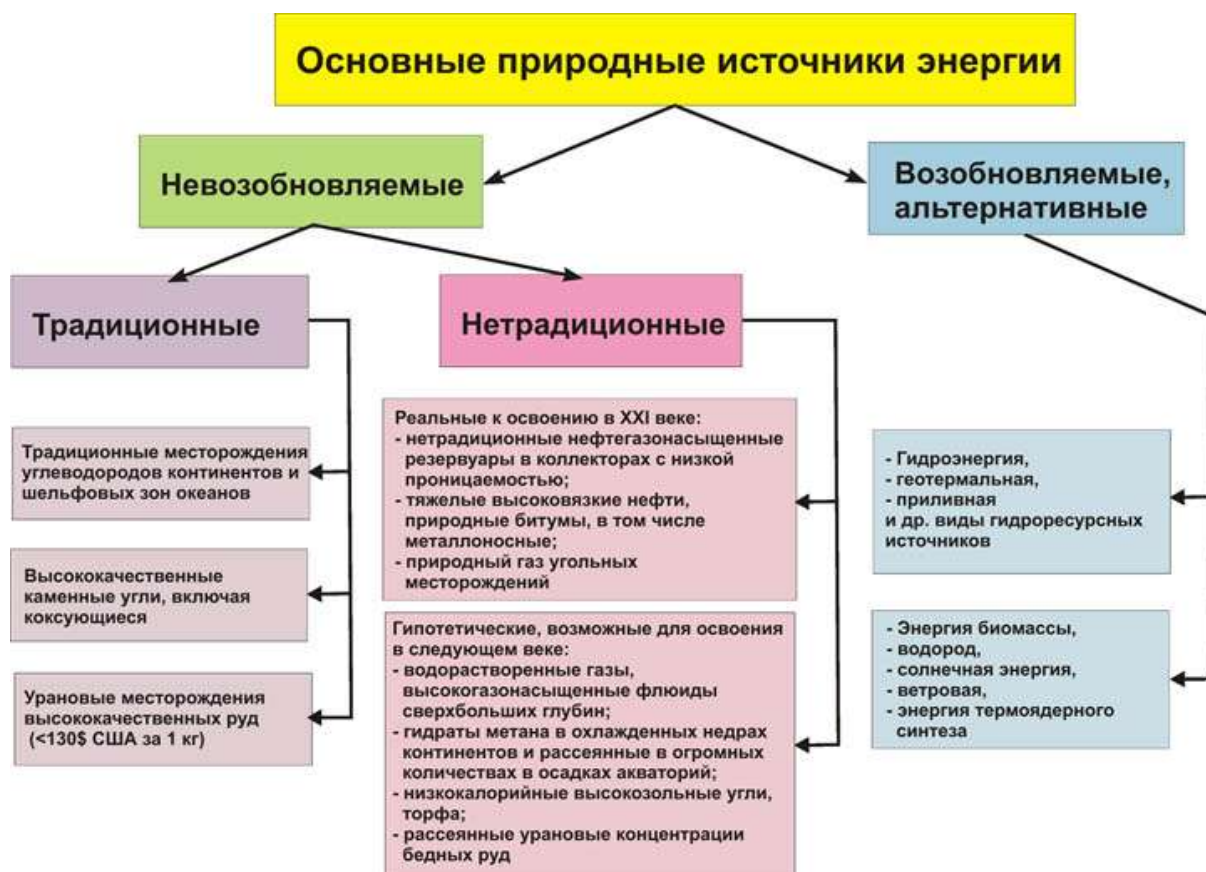 Основные природные источники энергии
Невозобновляемые
Возобновляемые,
альтернативные
Традиционные
Нетрадиционные
Традиционные месторождения
углеводородов континентов и
шельфовых зон океанов
Высококачественные
каменные угли, включая
коксующиеся
Урановые месторождения
высококачественных руд
(<130$ США за 1 кг)
Реальные к освоению в XXI веке:
- нетрадиционные нефтегазонасыщенные
резервуары в коллекторах с низкой
проницаемостью;
- тяжелые высоковязкие нефти,
природные битумы, в том числе
металлоносные;
- природный газ угольных
месторождений
Гипотетические, возможные для освоения
в следующем веке:
- водорастворенные газы,
высокогазонасыщенные флюиды
сверхбольших глубин;
- гидраты метана в охлажденных недрах
континентов и рассеянные в огромных
количествах в осадках акваторий;
- низкокалорийные высокозольные угли,
торфа;
- рассеянные урановые концентрации
бедных руд
- Гидроэнергия,
- геотермальная,
- приливная
и др. виды гидроресурсных
источников
- Энергия биомассы,
- водород,
- солнечная энергия,
- ветровая,
- энергия термоядерного
синтеза